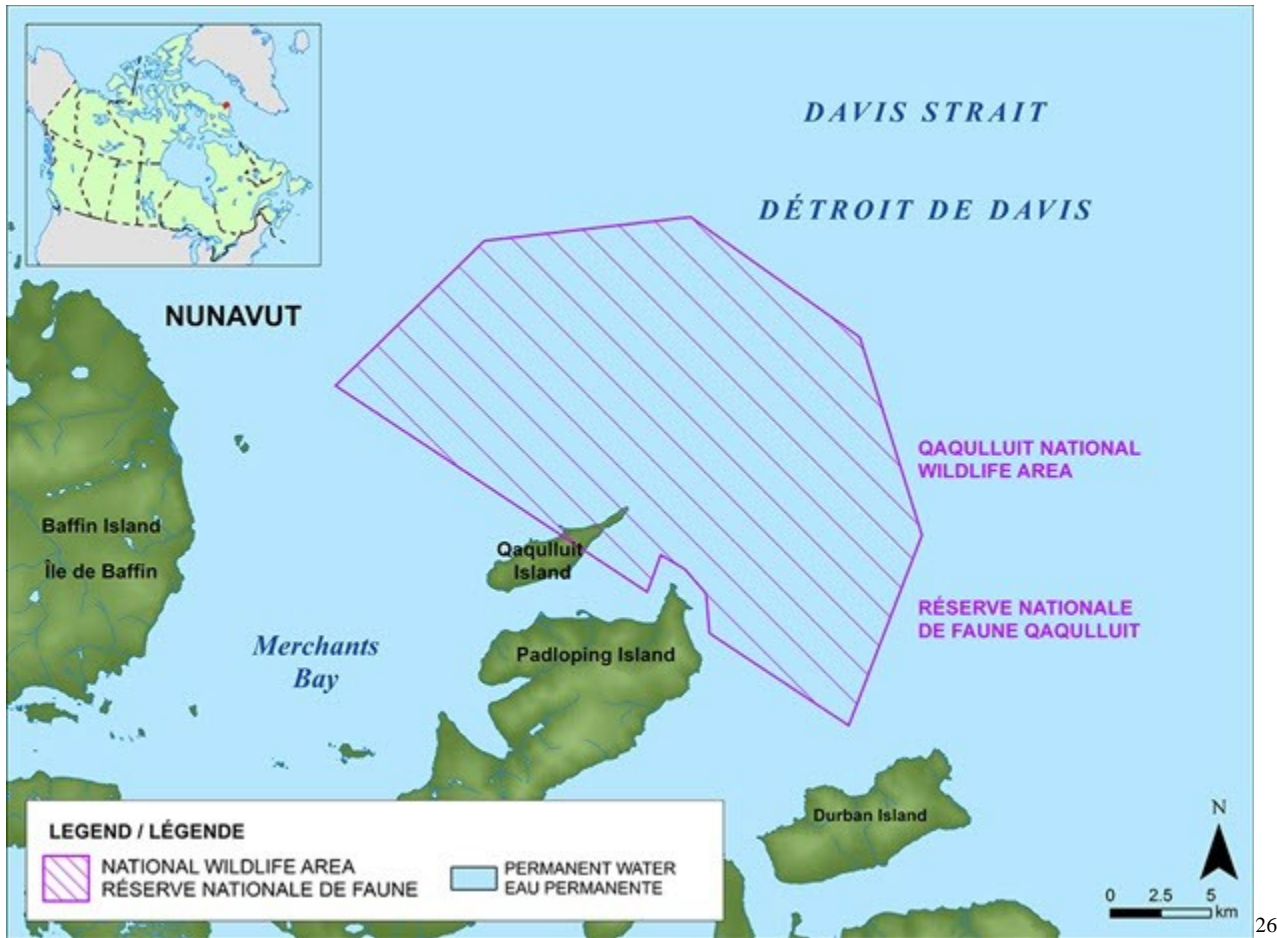 DAVIS STRAIT
DÉTROIT DE DAVIS
NUNAVUT
QAQULLUIT NATIONAL
WILDLIFE AREA
Baffin Island
Île de Baffin
Qaqulluit
Island
RÉSERVE NATIONALE
DE FAUNE QAQULLUIT
Merchants
Bay
Padloping Island
Durban Island
LEGEND / LÉGENDE
NATIONAL WILDLIFE AREA
RÉSERVE NATIONALE DE FAUNE
PERMANENT WATER
EAU PERMANENTE
N
0 2.5 5
km
26